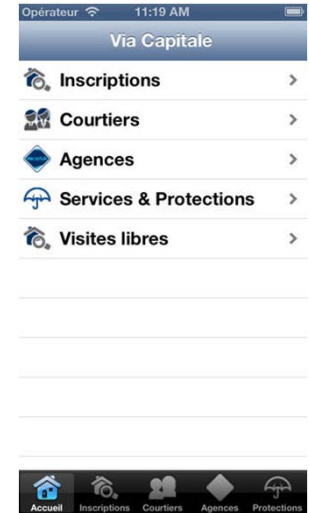 Opérateur 11:19 AM
Via Capitale
Inscriptions
Courtiers
Agences
Services & Protections
Visites libres
Accueil Inscriptions Courtiers Agences Protections